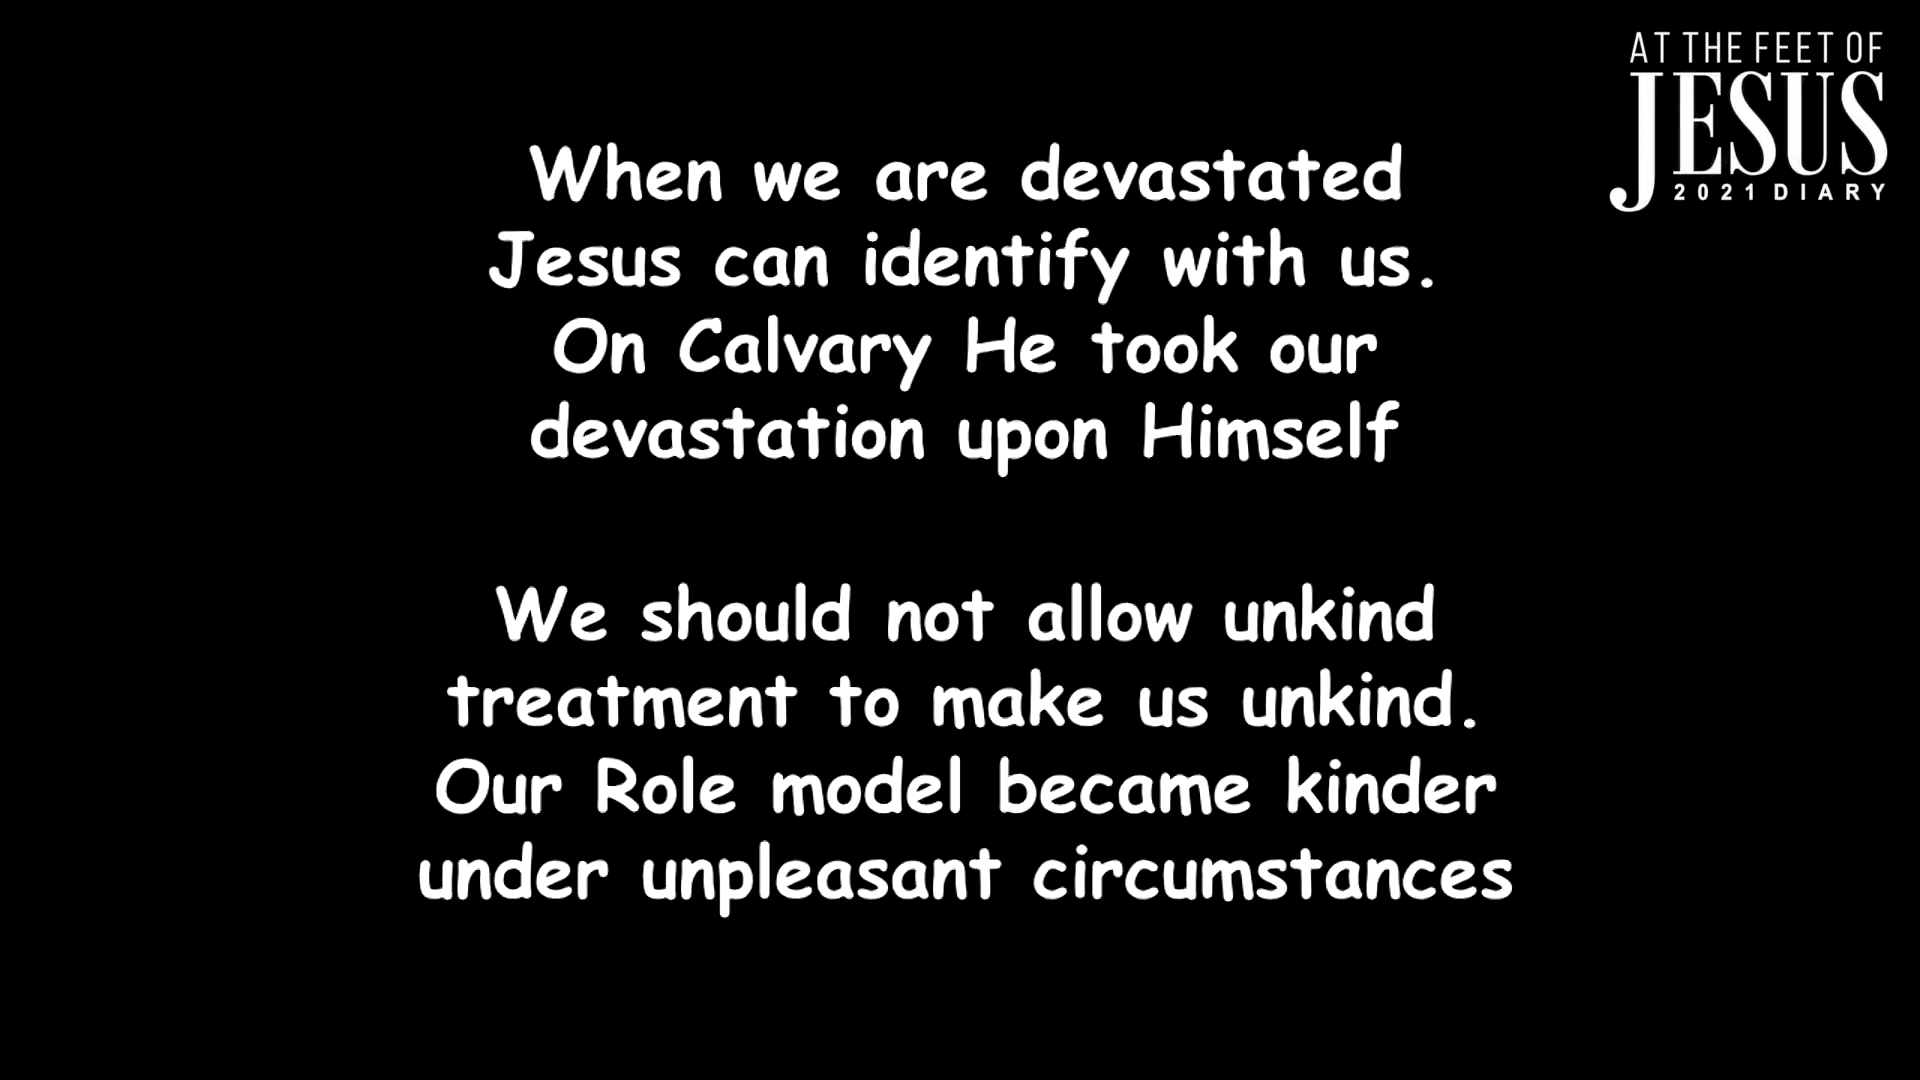 AT THE FEET OF
JESUS
2021 DIARY
When we are devastated
Jesus can identify with us.
On Calvary He took our
devastation upon Himself
We should not allow unkind
treatment to make us unkind.
Our Role model became kinder
under unpleasant circumstances